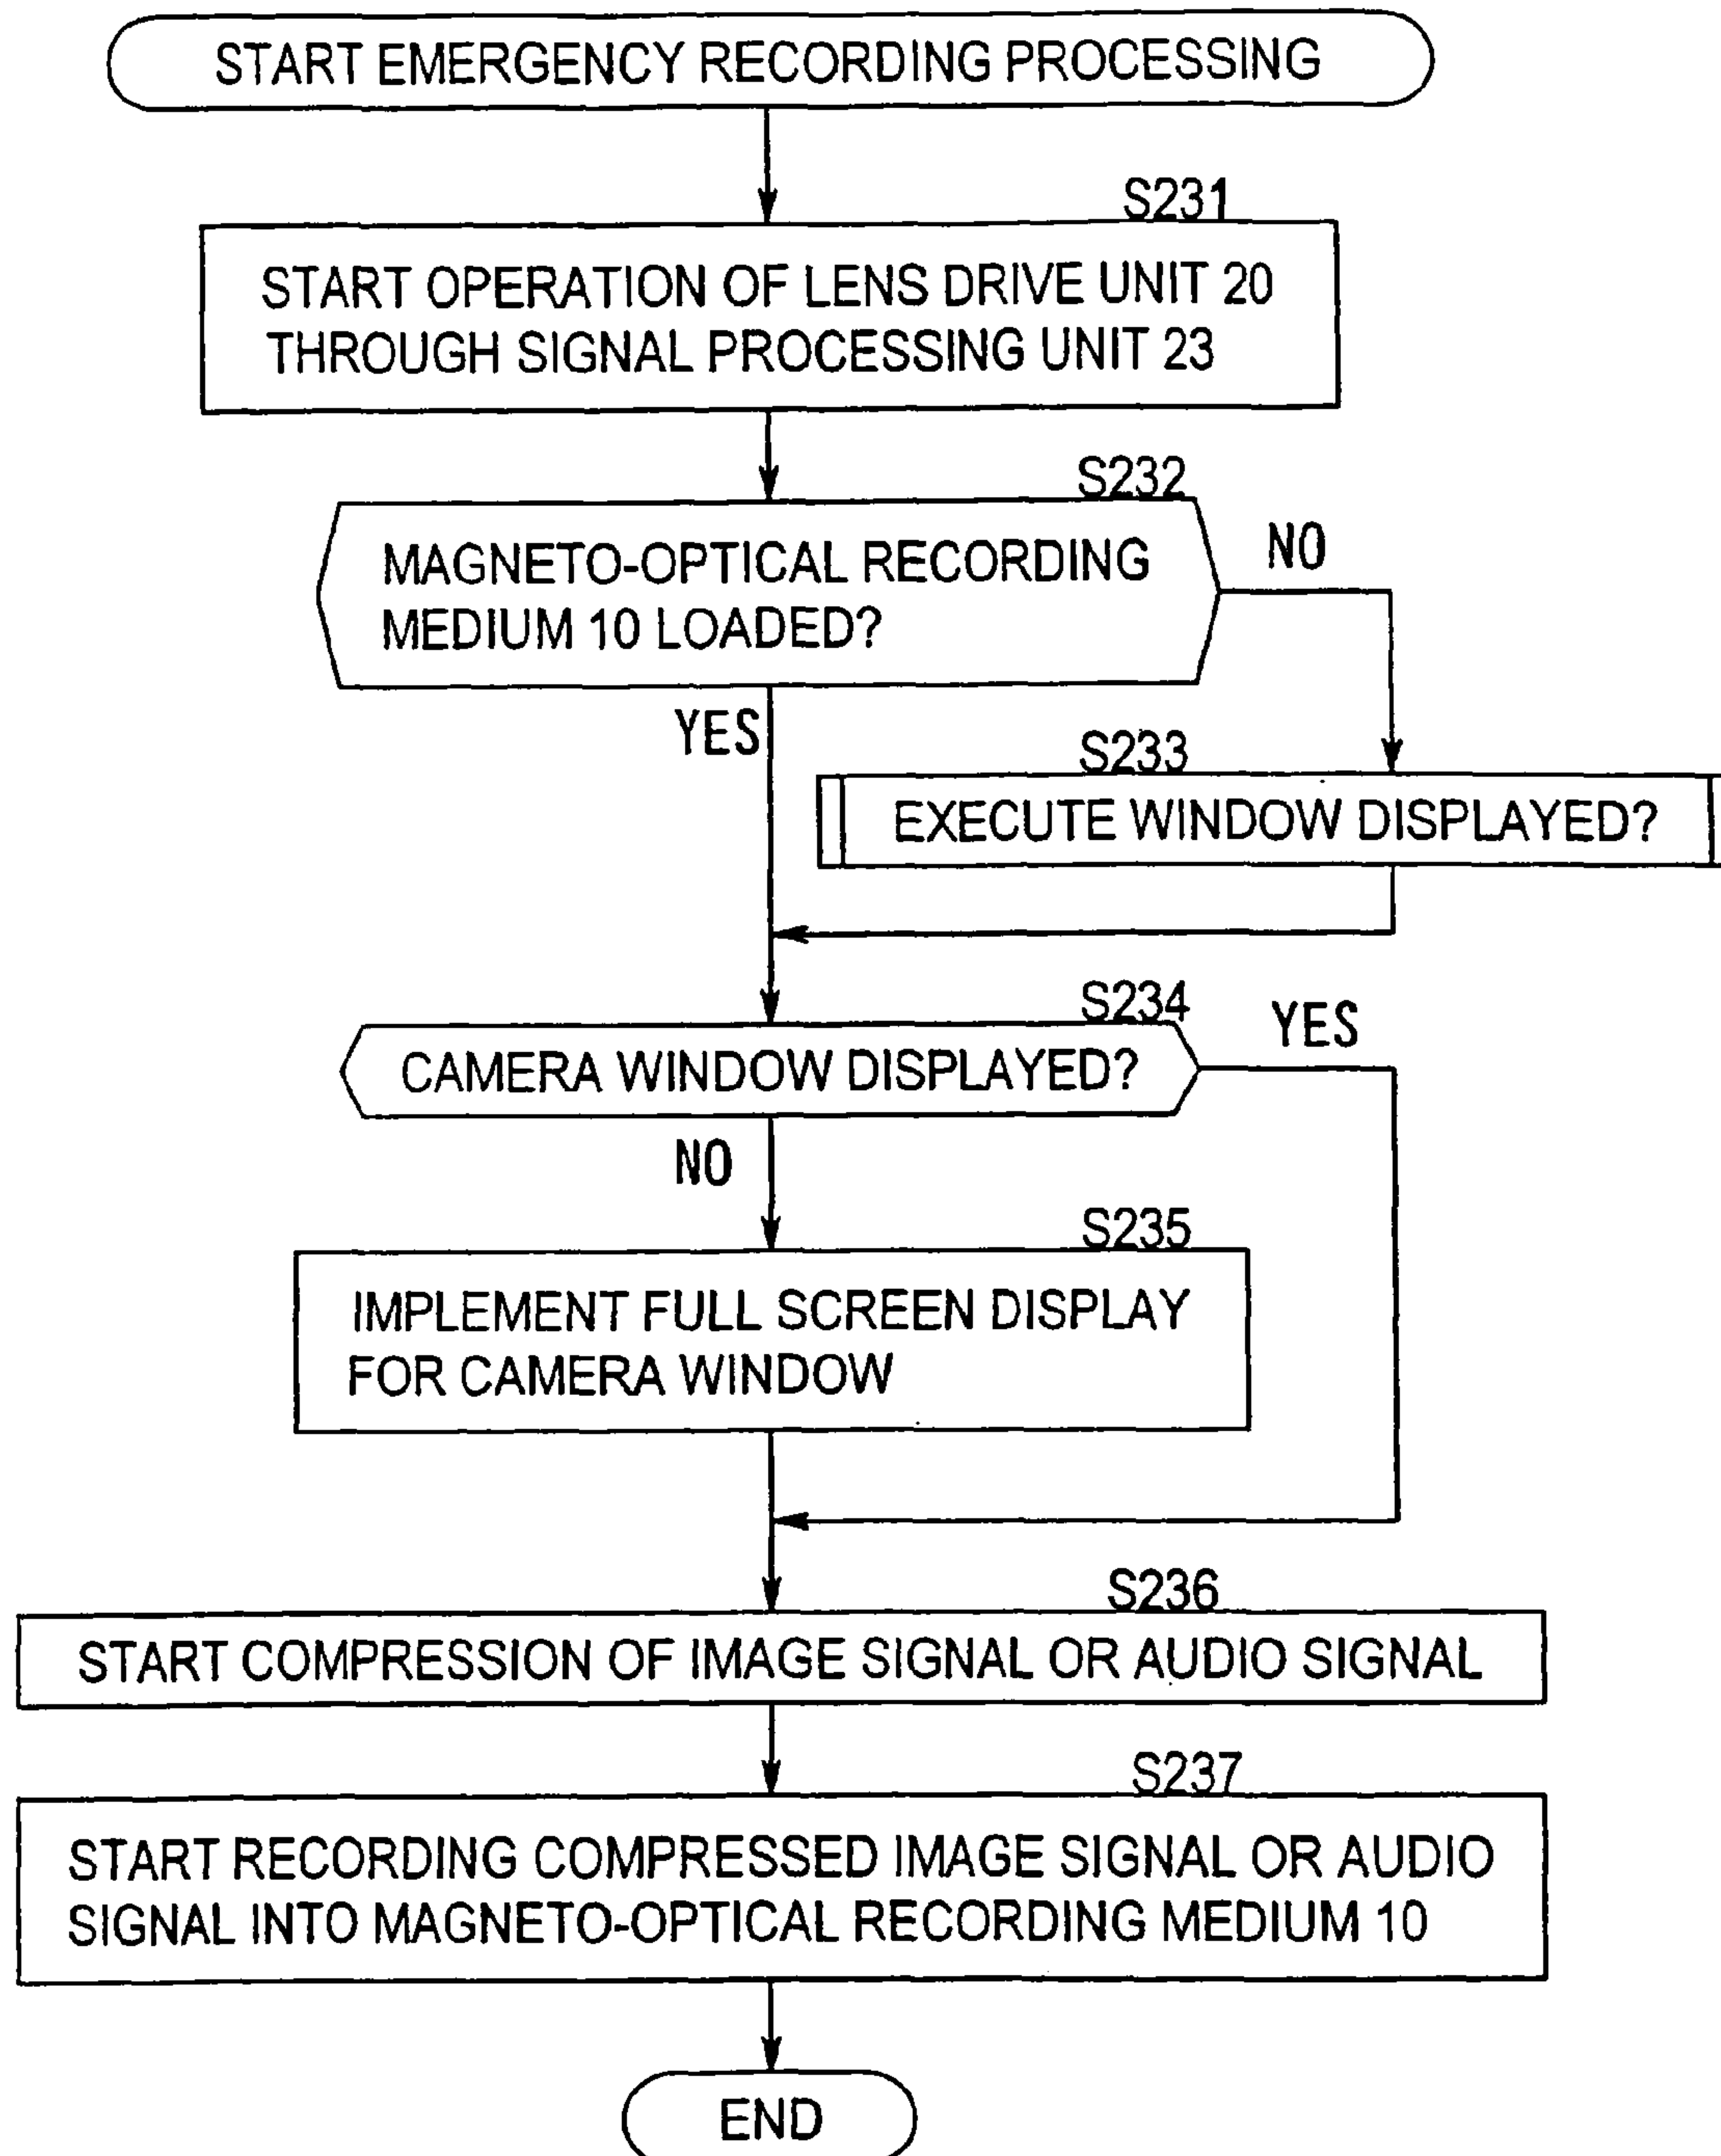 START EMERGENCY RECORDING PROCESSING
S231
START OPERATION OF LENS DRIVE UNIT 20
THROUGH SIGNAL PROCESSING UNIT 23
S232
MAGNETO-OPTICAL RECORDING
MEDIUM 10 LOADED?
NO
YES
S233
EXECUTE WINDOW DISPLAYED?
S234
CAMERA WINDOW DISPLAYED?
YES
NO
S235
IMPLEMENT FULL SCREEN DISPLAY
FOR CAMERA WINDOW
S236
START COMPRESSION OF IMAGE SIGNAL OR AUDIO SIGNAL
S237
START RECORDING COMPRESSED IMAGE SIGNAL OR AUDIO
SIGNAL INTO MAGNETO-OPTICAL RECORDING MEDIUM 10
END